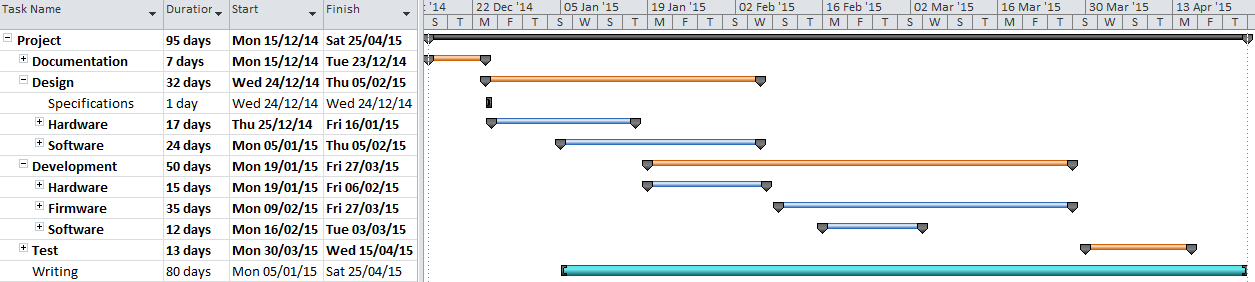 Task Name Duration Start Finish
'14 22 Dec '14 05 Jan '15 19 Jan '15 02 Feb '15 16 Feb '15 02 Mar '15 16 Mar '15 30 Mar '15 13 Apr '15
S T M F T S W S T M F T S W S T M F T S W S T M F T S
Project 95 days Mon 15/12/14 Sat 25/04/15
Documentation 7 days Mon 15/12/14 Tue 23/12/14
Design 32 days Wed 24/12/14 Thu 05/02/15
Specifications 1 day Wed 24/12/14 Wed 24/12/14
Hardware 17 days Thu 25/12/14 Fri 16/01/15
Software 24 days Mon 05/01/15 Thu 05/02/15
Development 50 days Mon 19/01/15 Fri 27/03/15
Hardware 15 days Mon 19/01/15 Fri 06/02/15
Firmware 35 days Mon 09/02/15 Fri 27/03/15
Software 12 days Mon 16/02/15 Tue 03/03/15
Test 13 days Mon 30/03/15 Wed 15/04/15
Writing 80 days Mon 05/01/15 Sat 25/04/15